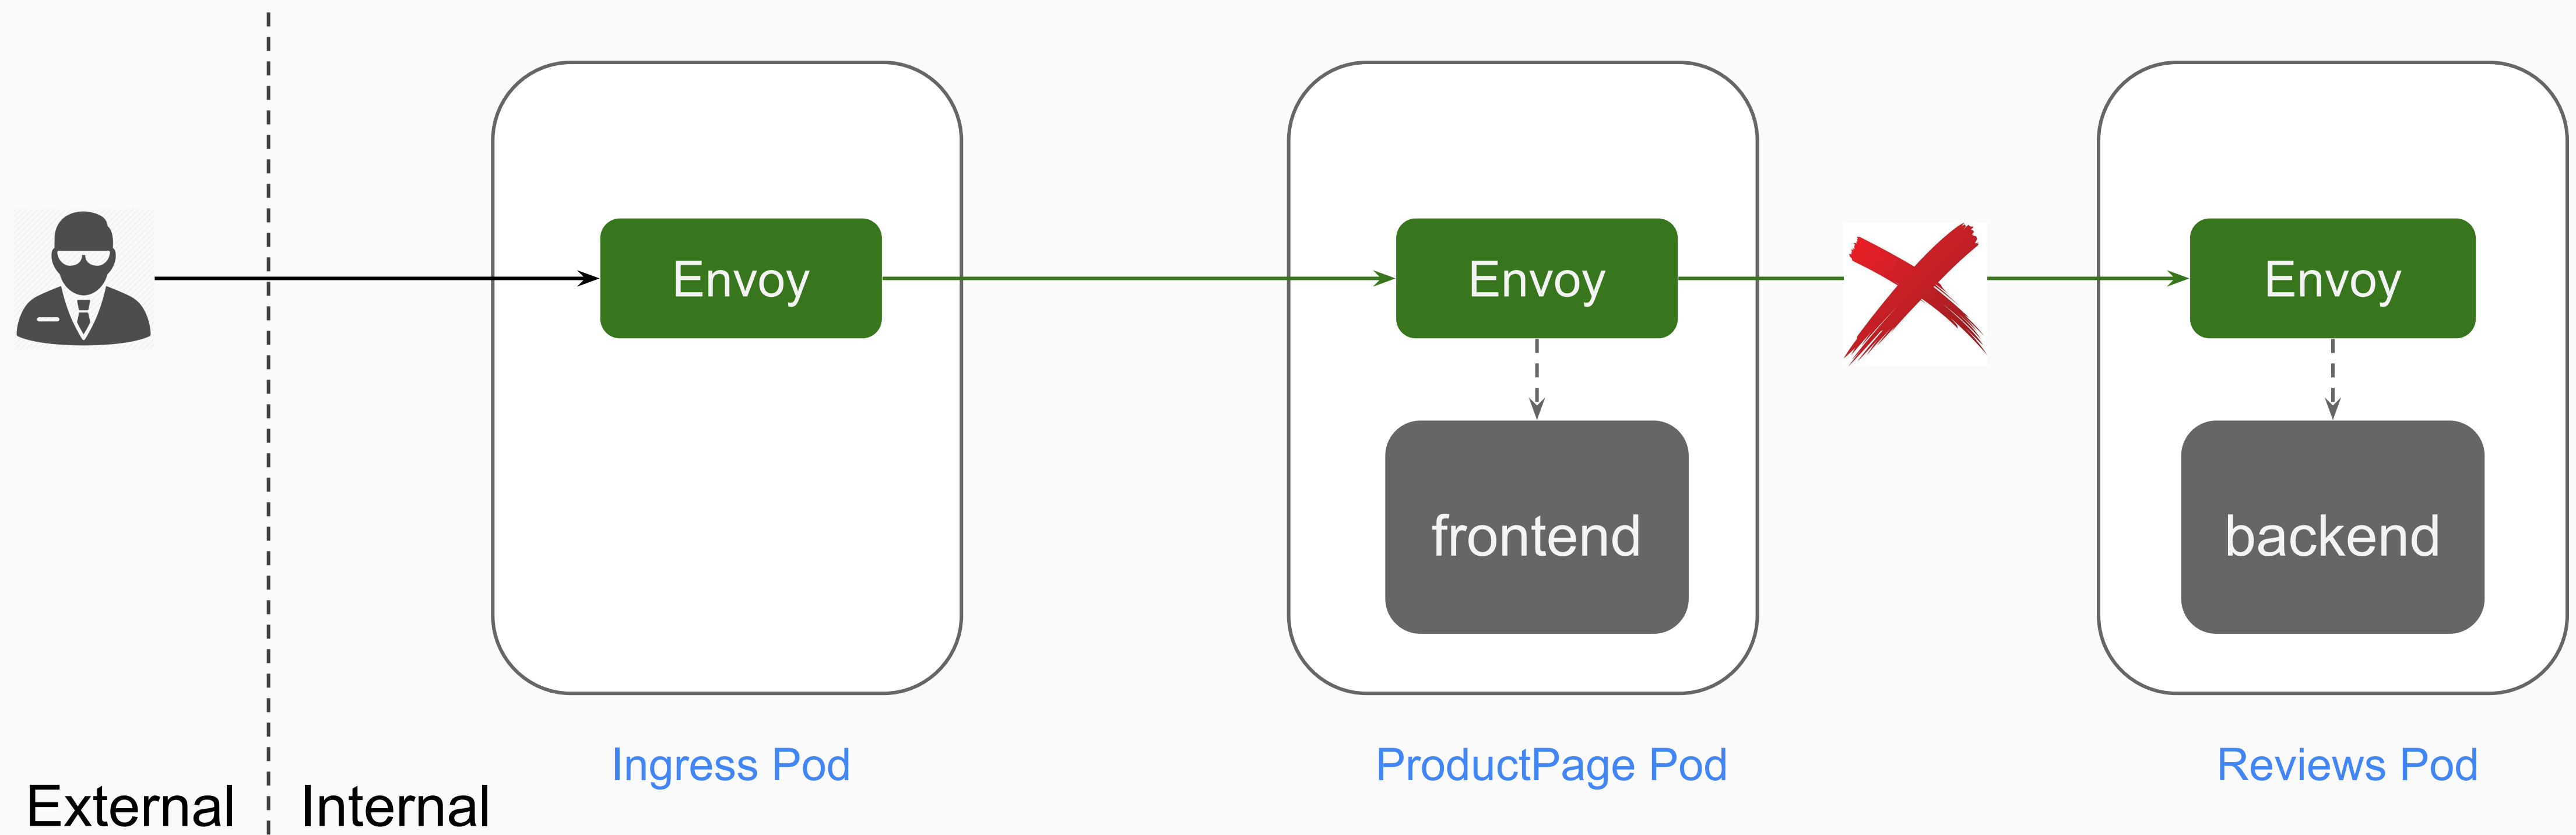 Envoy
Envoy
Envoy
frontend
backend
Ingress Pod
ProductPage Pod
Reviews Pod
External
Internal